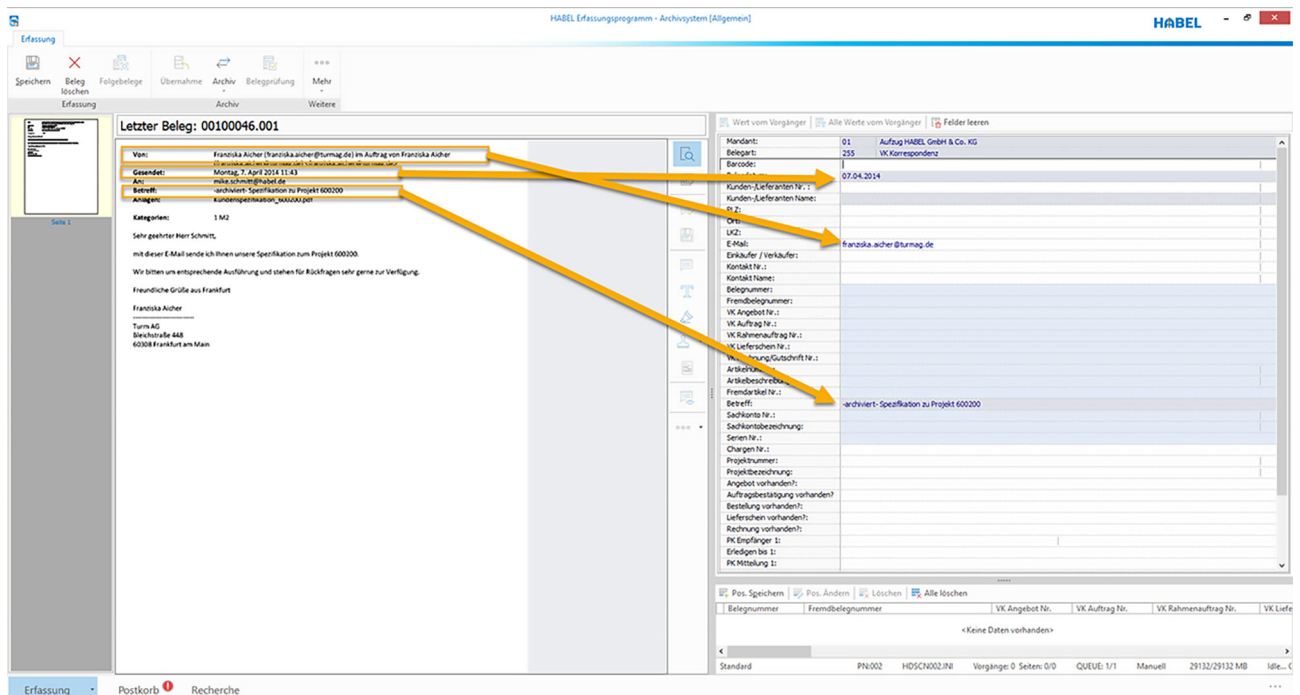 HABEL Erfassungsprogramm - Archivsystem [Allgemein]
HABEL
Erfassung
Speichern
Beleg löschen
Folgebelege
Übernahme
Archiv
Belegprüfung
Mehr
Erfassung
Archiv
Weitere
Seite 1
Letzter Beleg: 00100046.001
Von: Franziska Aicher (franziska.aicher@turmag.de) im Auftrag von Franziska Aicher
Gesendet: Montag, 7. April 2014 11:43
An: mike.schmitt@habel.de
Betreff: -archiviert- Spezifikation zu Projekt 600200
Anlagen: Kundenspezifikation_600200.pdf
Kategorien: 1 M2
Sehr geehrter Herr Schmitt,
mit dieser E-Mail sende ich Ihnen unsere Spezifikation zum Projekt 600200.
Wir bitten um entsprechende Ausführung und stehen für Rückfragen sehr gerne zur Verfügung.
Freundliche Grüße aus Frankfurt
Franziska Aicher
Turm AG
Bleichstraße 448
60308 Frankfurt am Main
Wert vom Vorgänger
Alle Werte vom Vorgänger
Felder leeren
Mandant: 01 Aufzug HABEL GmbH & Co. KG
Belegart: 255 VK Korrespondenz
Barcode:
07.04.2014
Kunden-/Lieferanten Nr. :
Kunden-/Lieferanten Name:
PLZ:
Ort:
LKZ:
E-Mail: franziska.aicher@turmag.de
Einkäufer / Verkäufer:
Kontakt Nr.:
Kontakt Name:
Belegnummer:
Fremdbelegnummer:
VK Angebot Nr.:
VK Auftrag Nr.:
VK Rahmenauftrag Nr.:
VK Lieferschein Nr.:
VK Rechnung/Gutschrift Nr.:
Artikelnummer:
Artikelbeschreibung:
Fremdartikel Nr.:
Betreff: -archiviert- Spezifikation zu Projekt 600200
Sachkonto Nr.:
Sachkontobezeichnung:
Serien Nr.:
Chargen Nr.:
Projektnummer:
Projektbezeichnung:
Angebot vorhanden?:
Auftragsbestätigung vorhanden?
Bestellung vorhanden?:
Lieferschein vorhanden?:
Rechnung vorhanden?:
PK Empfänger 1:
Erledigen bis 1:
PK Mitteilung 1:
Pos. Speichern
Pos. Ändern
Löschen
Alle löschen
Belegnummer Fremdbelegnummer VK Angebot Nr. VK Auftrag Nr. VK Rahmenauftrag Nr. VK Liefe
<Keine Daten vorhanden>
Standard PN:002 HDSCN002.INI Vorgänge: 0 Seiten: 0/0 QUEUE: 1/1 Manuell 29132/29132 MB Idle... C
Erfassung
Postkorb
Recherche